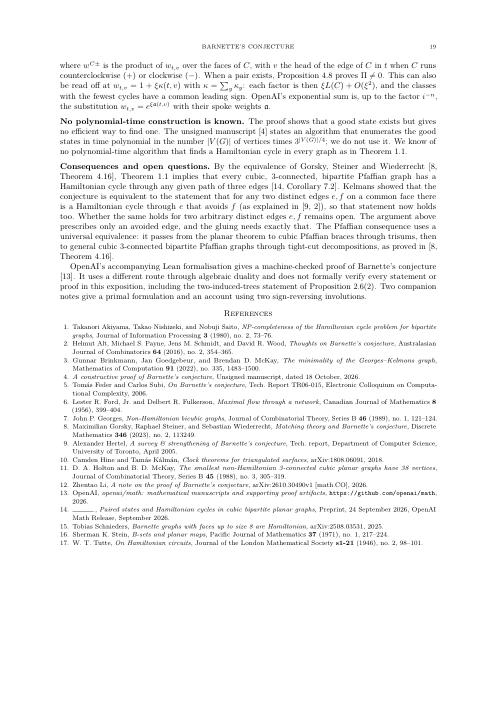 BARNETTE'S CONJECTURE 19
where w^{C±} is the product of w_{t,v} over the faces of C, with v the head of the edge of C in t when C runs
counterclockwise (+) or clockwise (−). When a pair exists, Proposition 4.8 proves Π ≠ 0. This can also
be read off at w_{t,v} = 1 + ξκ(t, v) with κ = ∑_g κ_g: each factor is then ξL(C) + O(ξ²), and the classes
with the fewest cycles have a common leading sign. OpenAI's exponential sum is, up to the factor i^{−n},
the substitution w_{t,v} = e^{ξ𝔞(t,v)} with their spoke weights 𝔞.
No polynomial-time construction is known. The proof shows that a good state exists but gives
no efficient way to find one. The unsigned manuscript [4] states an algorithm that enumerates the good
states in time polynomial in the number |V(G)| of vertices times 3^{|V(G)|/4}; we do not use it. We know of
no polynomial-time algorithm that finds a Hamiltonian cycle in every graph as in Theorem 1.1.
Consequences and open questions. By the equivalence of Gorsky, Steiner and Wiederrecht [8,
Theorem 4.16], Theorem 1.1 implies that every cubic, 3-connected, bipartite Pfaffian graph has a
Hamiltonian cycle through any given path of three edges [14, Corollary 7.2]. Kelmans showed that the
conjecture is equivalent to the statement that for any two distinct edges e, f on a common face there
is a Hamiltonian cycle through e that avoids f (as explained in [9, 2]), so that statement now holds
too. Whether the same holds for two arbitrary distinct edges e, f remains open. The argument above
prescribes only an avoided edge, and the gluing needs exactly that. The Pfaffian consequence uses a
universal equivalence: it passes from the planar theorem to cubic Pfaffian braces through trisums, then
to general cubic 3-connected bipartite Pfaffian graphs through tight-cut decompositions, as proved in [8,
Theorem 4.16].
OpenAI's accompanying Lean formalisation gives a machine-checked proof of Barnette's conjecture
[13]. It uses a different route through algebraic duality and does not formally verify every statement or
proof in this exposition, including the two-induced-trees statement of Proposition 2.6(2). Two companion
notes give a primal formulation and an account using two sign-reversing involutions.
References
1. Takanori Akiyama, Takao Nishizeki, and Nobuji Saito, NP-completeness of the Hamiltonian cycle problem for bipartite
graphs, Journal of Information Processing 3 (1980), no. 2, 73–76.
2. Helmut Alt, Michael S. Payne, Jens M. Schmidt, and David R. Wood, Thoughts on Barnette's conjecture, Australasian
Journal of Combinatorics 64 (2016), no. 2, 354–365.
3. Gunnar Brinkmann, Jan Goedgebeur, and Brendan D. McKay, The minimality of the Georges–Kelmans graph,
Mathematics of Computation 91 (2022), no. 335, 1483–1500.
4. A constructive proof of Barnette's conjecture, Unsigned manuscript, dated 18 October, 2026.
5. Tomás Feder and Carlos Subi, On Barnette's conjecture, Tech. Report TR06-015, Electronic Colloquium on Computa-
tional Complexity, 2006.
6. Lester R. Ford, Jr. and Delbert R. Fulkerson, Maximal flow through a network, Canadian Journal of Mathematics 8
(1956), 399–404.
7. John P. Georges, Non-Hamiltonian bicubic graphs, Journal of Combinatorial Theory, Series B 46 (1989), no. 1, 121–124.
8. Maximilian Gorsky, Raphael Steiner, and Sebastian Wiederrecht, Matching theory and Barnette's conjecture, Discrete
Mathematics 346 (2023), no. 2, 113249.
9. Alexander Hertel, A survey & strengthening of Barnette's conjecture, Tech. report, Department of Computer Science,
University of Toronto, April 2005.
10. Camden Hine and Tamás Kálmán, Clock theorems for triangulated surfaces, arXiv:1808.06091, 2018.
11. D. A. Holton and B. D. McKay, The smallest non-Hamiltonian 3-connected cubic planar graphs have 38 vertices,
Journal of Combinatorial Theory, Series B 45 (1988), no. 3, 305–319.
12. Zhentao Li, A note on the proof of Barnette's conjecture, arXiv:2610.30490v1 [math.CO], 2026.
13. OpenAI, openai/math: mathematical manuscripts and supporting proof artifacts, https://github.com/openai/math,
2026.
14. ______, Paired states and Hamiltonian cycles in cubic bipartite planar graphs, Preprint, 24 September 2026, OpenAI
Math Release, September 2026.
15. Tobias Schnieders, Barnette graphs with faces up to size 8 are Hamiltonian, arXiv:2508.03531, 2025.
16. Sherman K. Stein, B-sets and planar maps, Pacific Journal of Mathematics 37 (1971), no. 1, 217–224.
17. W. T. Tutte, On Hamiltonian circuits, Journal of the London Mathematical Society s1-21 (1946), no. 2, 98–101.